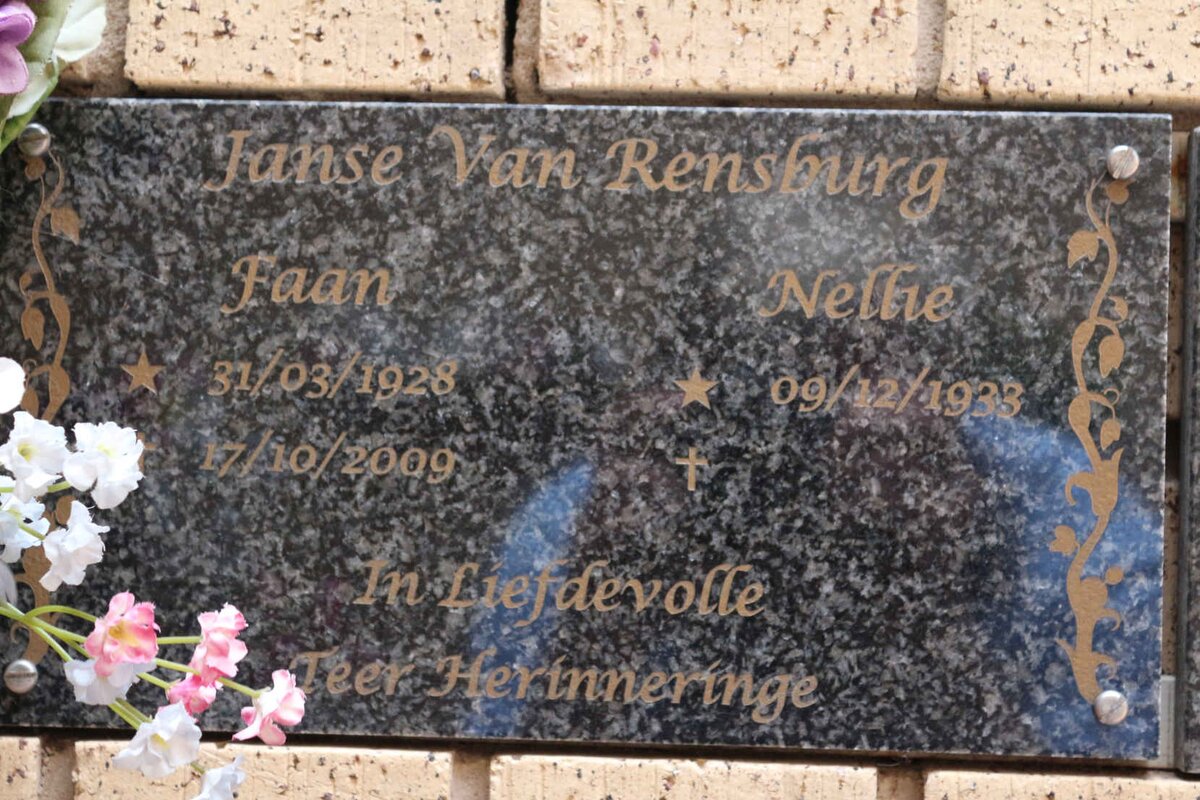 Janse Van Rensburg
Faan Nellie
31/03/1928 09/12/1933
17/10/2009
In Liefdevolle
Teer Herinneringe